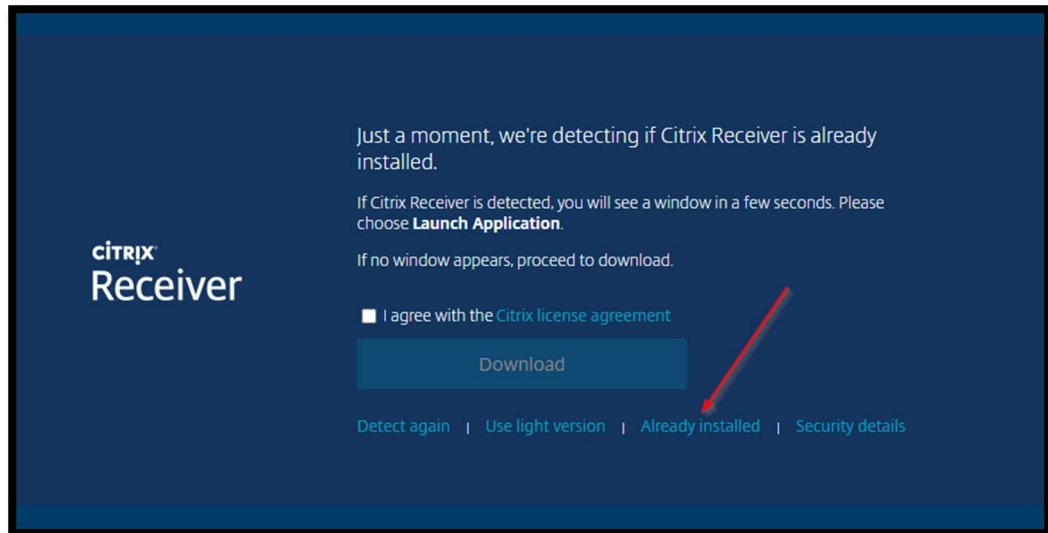 Just a moment, we're detecting if Citrix Receiver is already
installed.
If Citrix Receiver is detected, you will see a window in a few seconds. Please
choose Launch Application.
If no window appears, proceed to download.
CİTRIX
Receiver
I agree with the Citrix license agreement
Download
Detect again | Use light version | Already installed | Security details